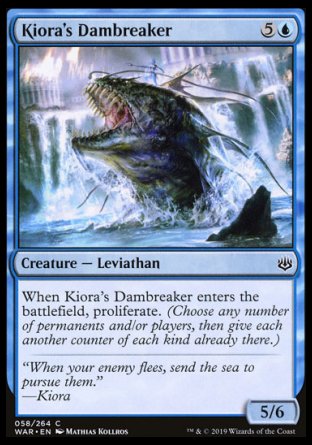 Kiora's Dambreaker 5
Creature — Leviathan
When Kiora's Dambreaker enters the
battlefield, proliferate. (Choose any number
of permanents and/or players, then give each
another counter of each kind already there.)
"When your enemy flees, send the sea to
pursue them."
—Kiora
5/6
058/264 C
WAR • EN Mathias Kollros
™ & © 2019 Wizards of the Coast